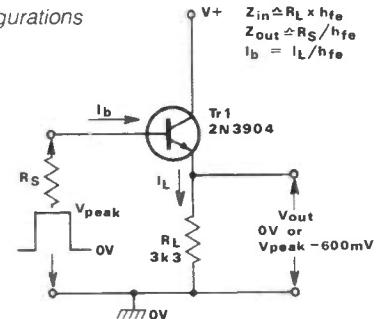 gurations
V+
Zin ≏ RL x hfe
Zout ≏ RS/hfe
Ib = IL/hfe
Ib
Tr1
2N3904
RS
Vpeak
0V
IL
RL
3k3
Vout
0V or
Vpeak -600mV
0V